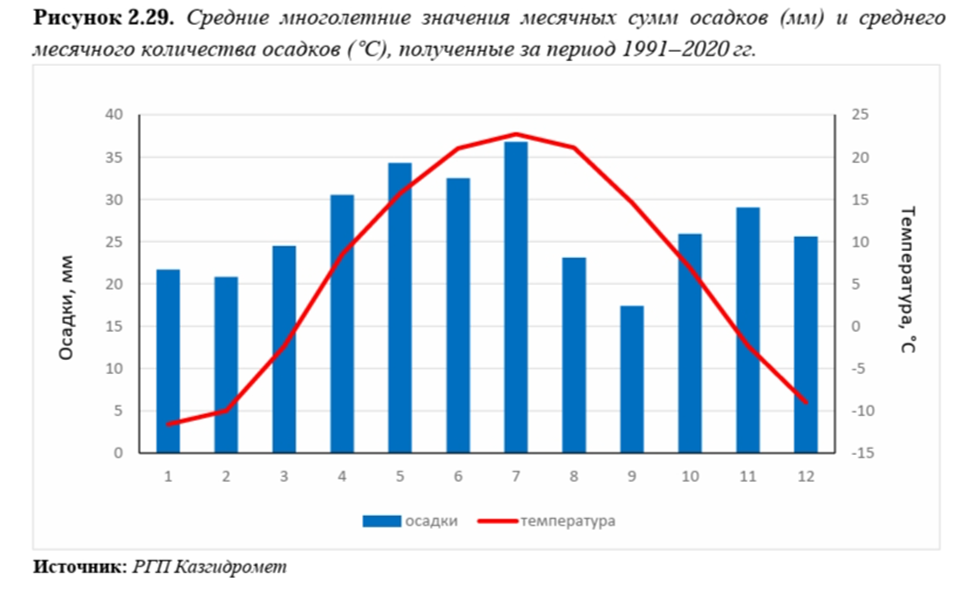 Рисунок 2.29. Средние многолетние значения месячных сумм осадков (мм) и среднего
месячного количества осадков (°С), полученные за период 1991–2020 гг.
40
35
30
25
20
15
10
5
0
Осадки, мм
25
20
15
10
5
0
-5
-10
-15
Температура, °С
1 2 3 4 5 6 7 8 9 10 11 12
осадки температура
Источник: РГП Казгидромет